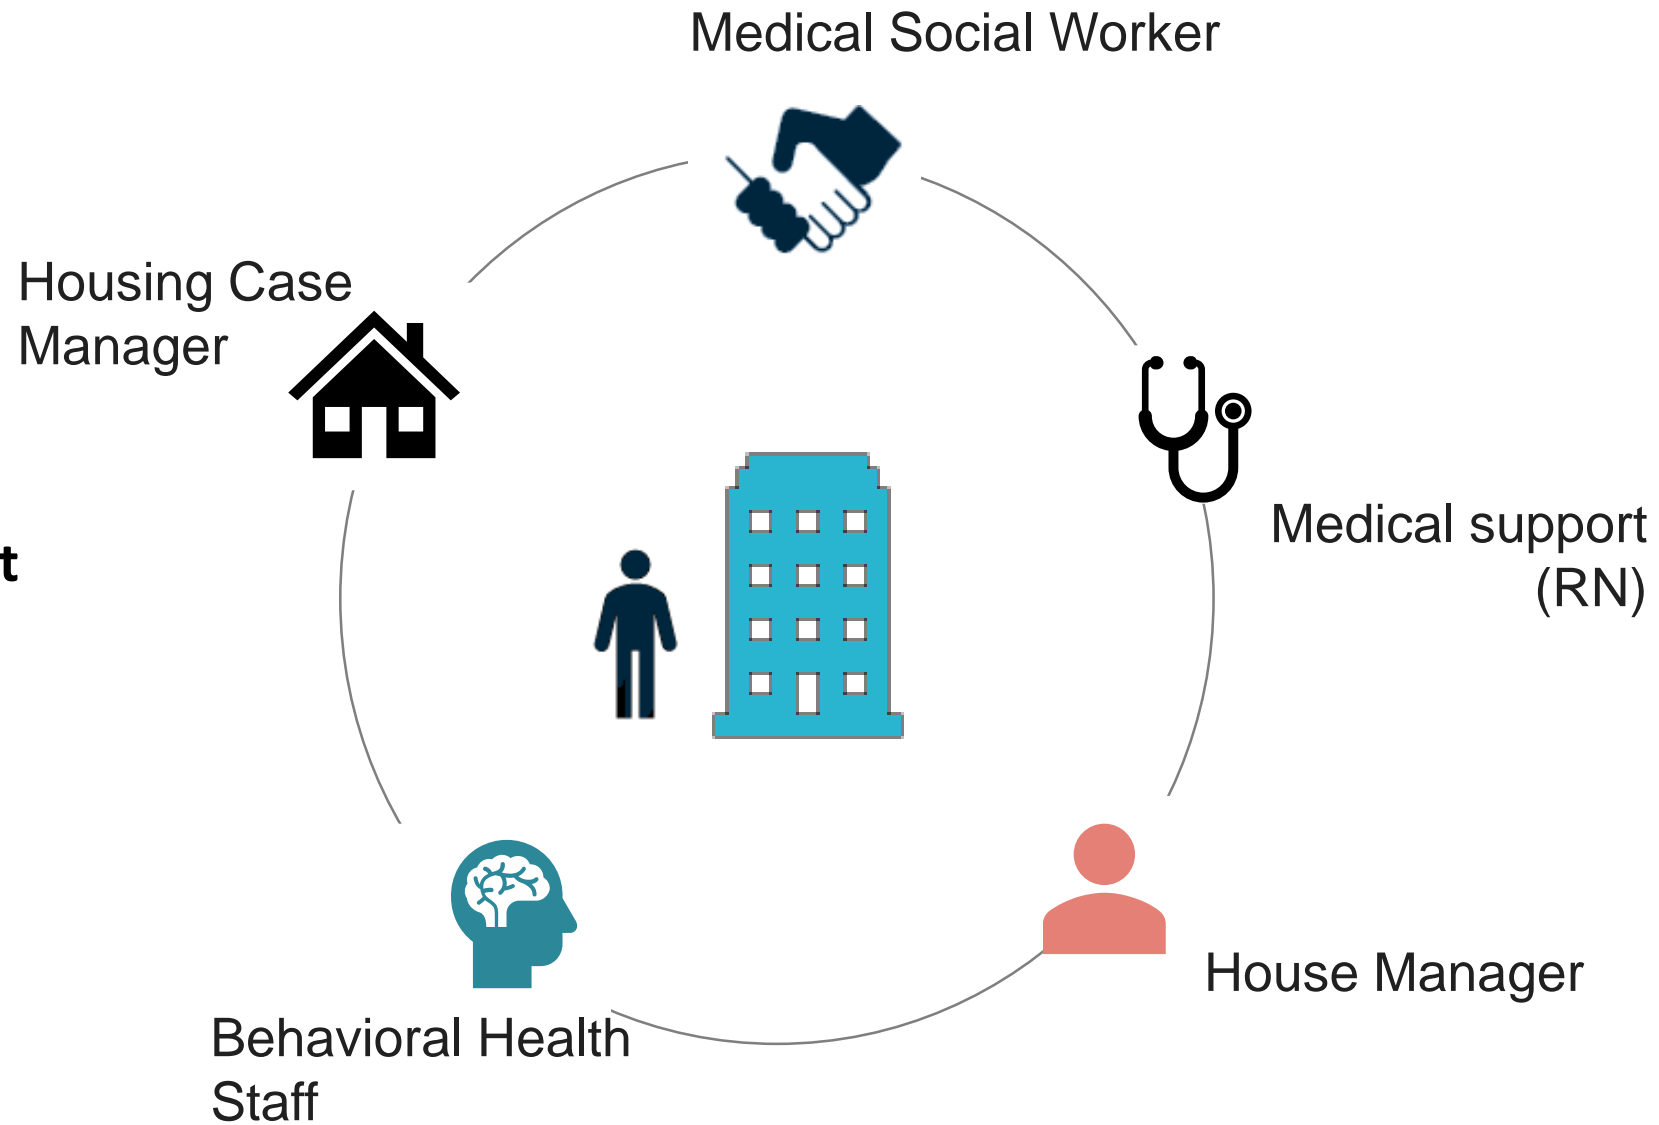 Medical Social Worker
Housing Case
Manager
t
Medical support
(RN)
House Manager
Behavioral Health
Staff